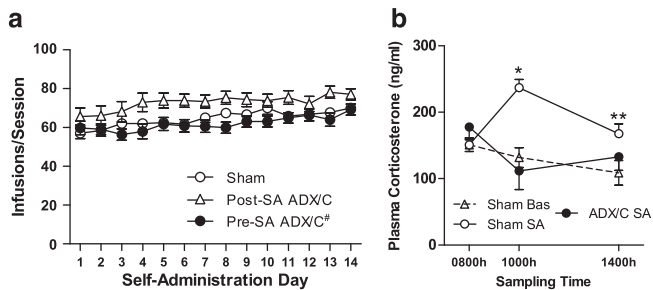 a
100
80
60
40
20
0
Infusions/Session
Sham
Post-SA ADX/C
Pre-SA ADX/C#
1 2 3 4 5 6 7 8 9 10 11 12 13 14
Self-Administration Day
b
Plasma Corticosterone (ng/ml)
300
200
100
0
*
**
Sham Bas
Sham SA
ADX/C SA
0800h 1000h 1400h
Sampling Time